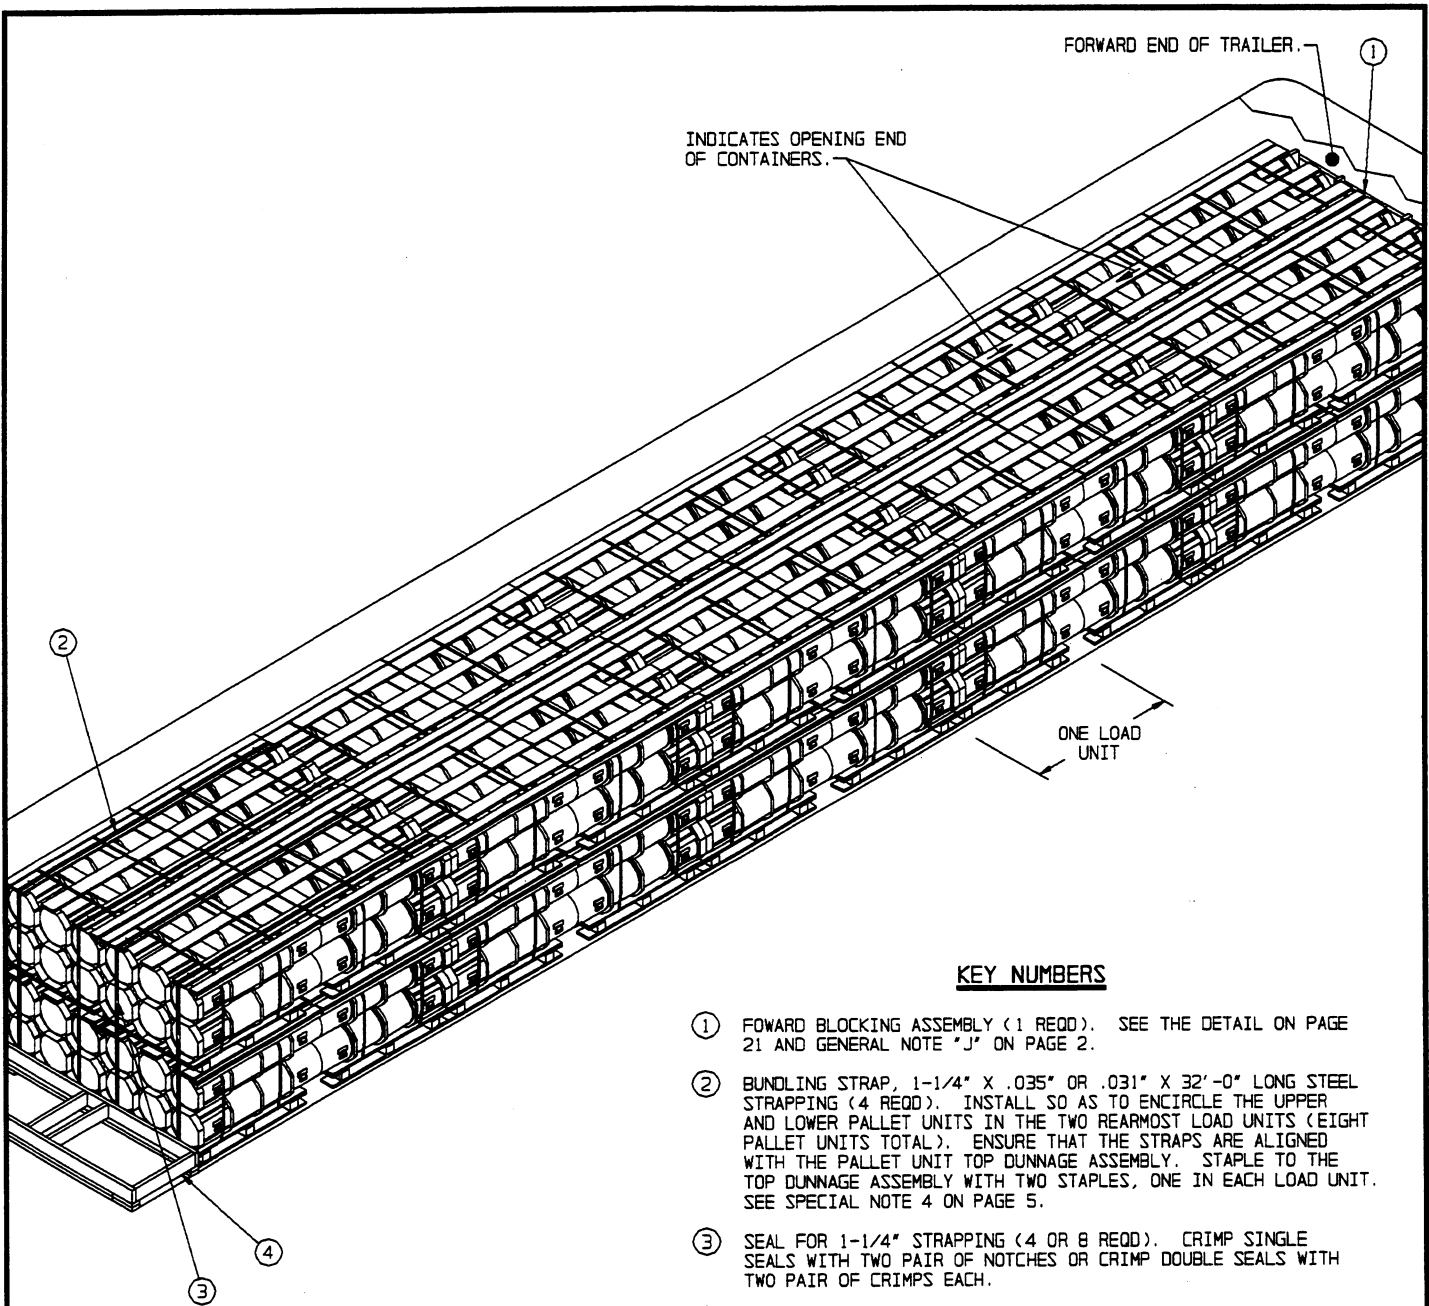 FORWARD END OF TRAILER.
1
INDICATES OPENING END
OF CONTAINERS.
2
ONE LOAD
UNIT
4
3
KEY NUMBERS
1 FOWARD BLOCKING ASSEMBLY (1 REQD). SEE THE DETAIL ON PAGE
21 AND GENERAL NOTE "J" ON PAGE 2.
2 BUNDLING STRAP, 1-1/4" X .035" OR .031" X 32'-0" LONG STEEL
STRAPPING (4 REQD). INSTALL SO AS TO ENCIRCLE THE UPPER
AND LOWER PALLET UNITS IN THE TWO REARMOST LOAD UNITS (EIGHT
PALLET UNITS TOTAL). ENSURE THAT THE STRAPS ARE ALIGNED
WITH THE PALLET UNIT TOP DUNNAGE ASSEMBLY. STAPLE TO THE
TOP DUNNAGE ASSEMBLY WITH TWO STAPLES, ONE IN EACH LOAD UNIT.
SEE SPECIAL NOTE 4 ON PAGE 5.
3 SEAL FOR 1-1/4" STRAPPING (4 OR 8 REQD). CRIMP SINGLE
SEALS WITH TWO PAIR OF NOTCHES OR CRIMP DOUBLE SEALS WITH
TWO PAIR OF CRIMPS EACH.